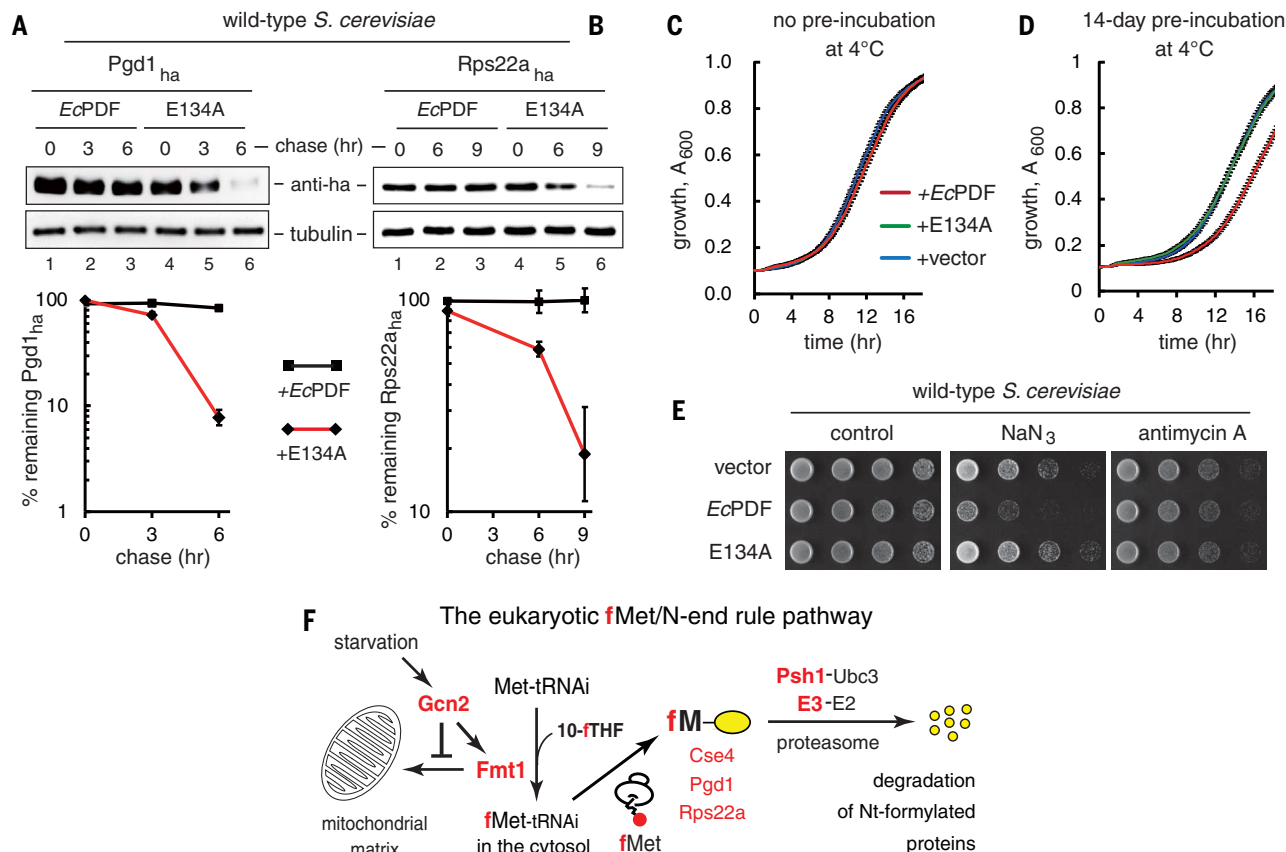 A
wild-type S. cerevisiae
B
Pgd1ha
Rps22aha
EcPDF
E134A
EcPDF
E134A
0 3 6 0 3 6 – chase (hr) – 0 6 9 0 6 9
– anti-ha –
– tubulin –
1 2 3 4 5 6
1 2 3 4 5 6
% remaining Pgd1ha
100
10
1
0 3 6
chase (hr)
+EcPDF
+E134A
% remaining Rps22aha
100
10
0 6 9
chase (hr)
C
no pre-incubation
at 4°C
growth, A600
1.0
0.8
0.6
0.4
0.2
0.0
0 4 8 12 16
time (hr)
+EcPDF
+E134A
+vector
D
14-day pre-incubation
at 4°C
growth, A600
1
0.8
0.6
0.4
0.2
0
0 4 8 12 16
time (hr)
E
wild-type S. cerevisiae
control
NaN3
antimycin A
vector
EcPDF
E134A
F
The eukaryotic fMet/N-end rule pathway
starvation
Gcn2
Fmt1
mitochondrial
matrix
Met-tRNAi
10-fTHF
fMet-tRNAi
in the cytosol
fMet
fM
Cse4
Pgd1
Rps22a
Psh1-Ubc3
E3-E2
proteasome
degradation
of Nt-formylated
proteins